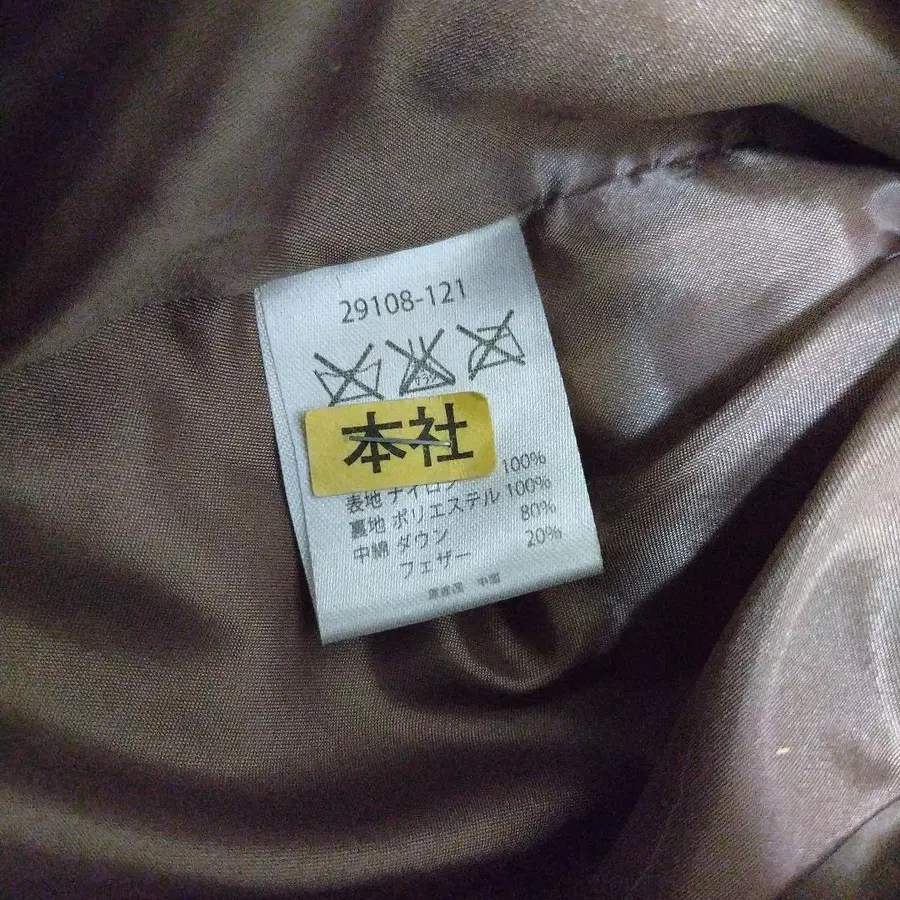 29108-121
本社
表地 ナイロン 100%
裏地 ポリエステル 100%
中綿 ダウン 80%
フェザー 20%
原産国 中国